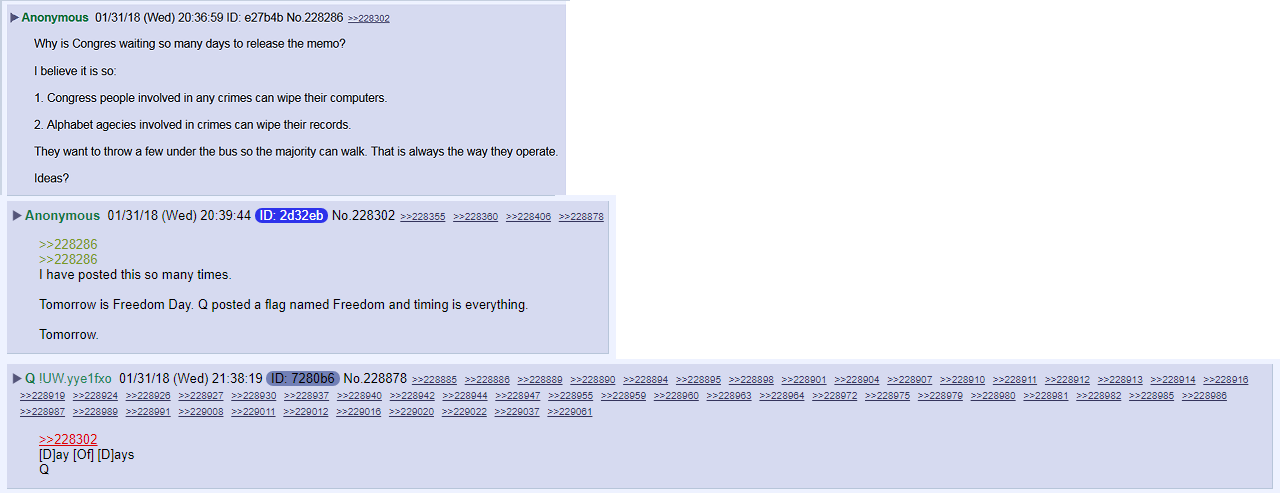 Anonymous 01/31/18 (Wed) 20:36:59 ID: e27b4b No.228286 >>228302
Why is Congres waiting so many days to release the memo?
I believe it is so:
1. Congress people involved in any crimes can wipe their computers.
2. Alphabet agecies involved in crimes can wipe their records.
They want to throw a few under the bus so the majority can walk. That is always the way they operate.
Ideas?
Anonymous 01/31/18 (Wed) 20:39:44 ID: 2d32eb No.228302 >>228355 >>228360 >>228406 >>228878
>>228286
>>228286
I have posted this so many times.
Tomorrow is Freedom Day. Q posted a flag named Freedom and timing is everything.
Tomorrow.
Q !UW.yye1fxo 01/31/18 (Wed) 21:38:19 ID: 7280b6 No.228878 >>228885 >>228886 >>228889 >>228890 >>228894 >>228895 >>228898 >>228901 >>228904 >>228907 >>228910 >>228911 >>228912 >>228913 >>228914 >>228916
>>228919 >>228924 >>228926 >>228927 >>228930 >>228937 >>228940 >>228942 >>228944 >>228947 >>228955 >>228959 >>228960 >>228963 >>228964 >>228972 >>228975 >>228979 >>228980 >>228981 >>228982 >>228985 >>228986
>>228987 >>228989 >>228991 >>229008 >>229011 >>229012 >>229016 >>229020 >>229022 >>229037 >>229061
>>228302
[D]ay [Of] [D]ays
Q